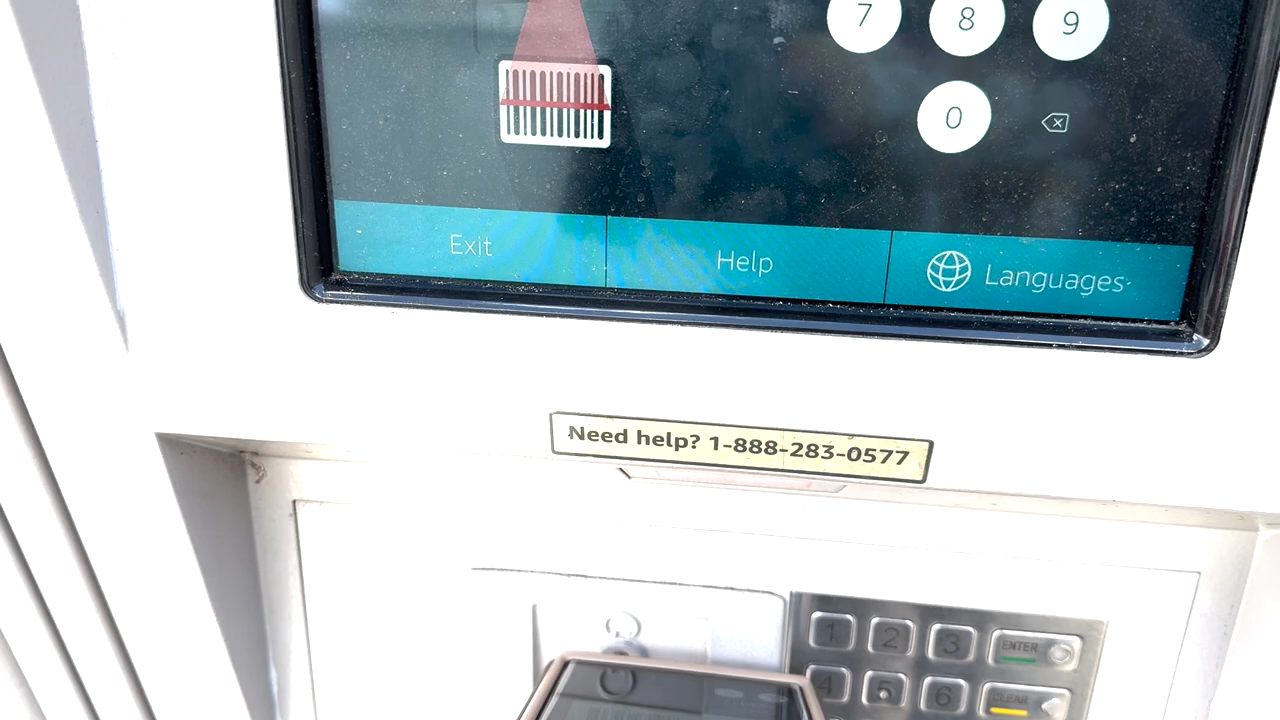 7 8 9
0
Exit Help Languages
Need help? 1-888-283-0577
1 2 3 ENTER
4 5 6 CLEAR